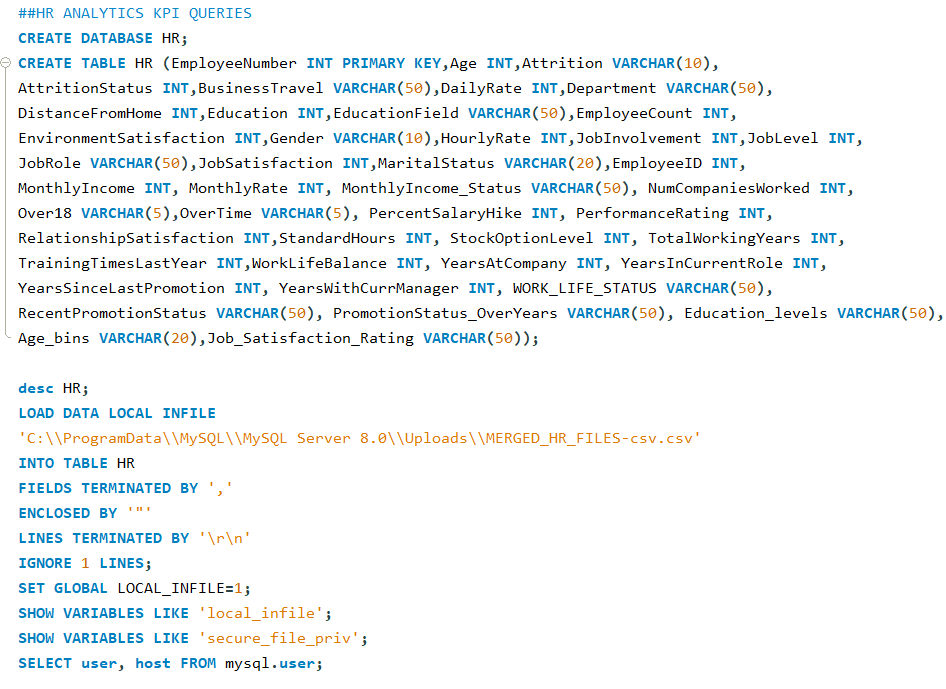 ##HR ANALYTICS KPI QUERIES
CREATE DATABASE HR;
CREATE TABLE HR (EmployeeNumber INT PRIMARY KEY,Age INT,Attrition VARCHAR(10),
AttritionStatus INT,BusinessTravel VARCHAR(50),DailyRate INT,Department VARCHAR(50),
DistanceFromHome INT,Education INT,EducationField VARCHAR(50),EmployeeCount INT,
EnvironmentSatisfaction INT,Gender VARCHAR(10),HourlyRate INT,JobInvolvement INT,JobLevel INT,
JobRole VARCHAR(50),JobSatisfaction INT,MaritalStatus VARCHAR(20),EmployeeID INT,
MonthlyIncome INT, MonthlyRate INT, MonthlyIncome_Status VARCHAR(50), NumCompaniesWorked INT,
Over18 VARCHAR(5),OverTime VARCHAR(5), PercentSalaryHike INT, PerformanceRating INT,
RelationshipSatisfaction INT,StandardHours INT, StockOptionLevel INT, TotalWorkingYears INT,
TrainingTimesLastYear INT,WorkLifeBalance INT, YearsAtCompany INT, YearsInCurrentRole INT,
YearsSinceLastPromotion INT, YearsWithCurrManager INT, WORK_LIFE_STATUS VARCHAR(50),
RecentPromotionStatus VARCHAR(50), PromotionStatus_OverYears VARCHAR(50), Education_levels VARCHAR(50),
Age_bins VARCHAR(20),Job_Satisfaction_Rating VARCHAR(50));
desc HR;
LOAD DATA LOCAL INFILE
'C:\\ProgramData\\MySQL\\MySQL Server 8.0\\Uploads\\MERGED_HR_FILES-csv.csv'
INTO TABLE HR
FIELDS TERMINATED BY ','
ENCLOSED BY '"'
LINES TERMINATED BY '\r\n'
IGNORE 1 LINES;
SET GLOBAL LOCAL_INFILE=1;
SHOW VARIABLES LIKE 'local_infile';
SHOW VARIABLES LIKE 'secure_file_priv';
SELECT user, host FROM mysql.user;